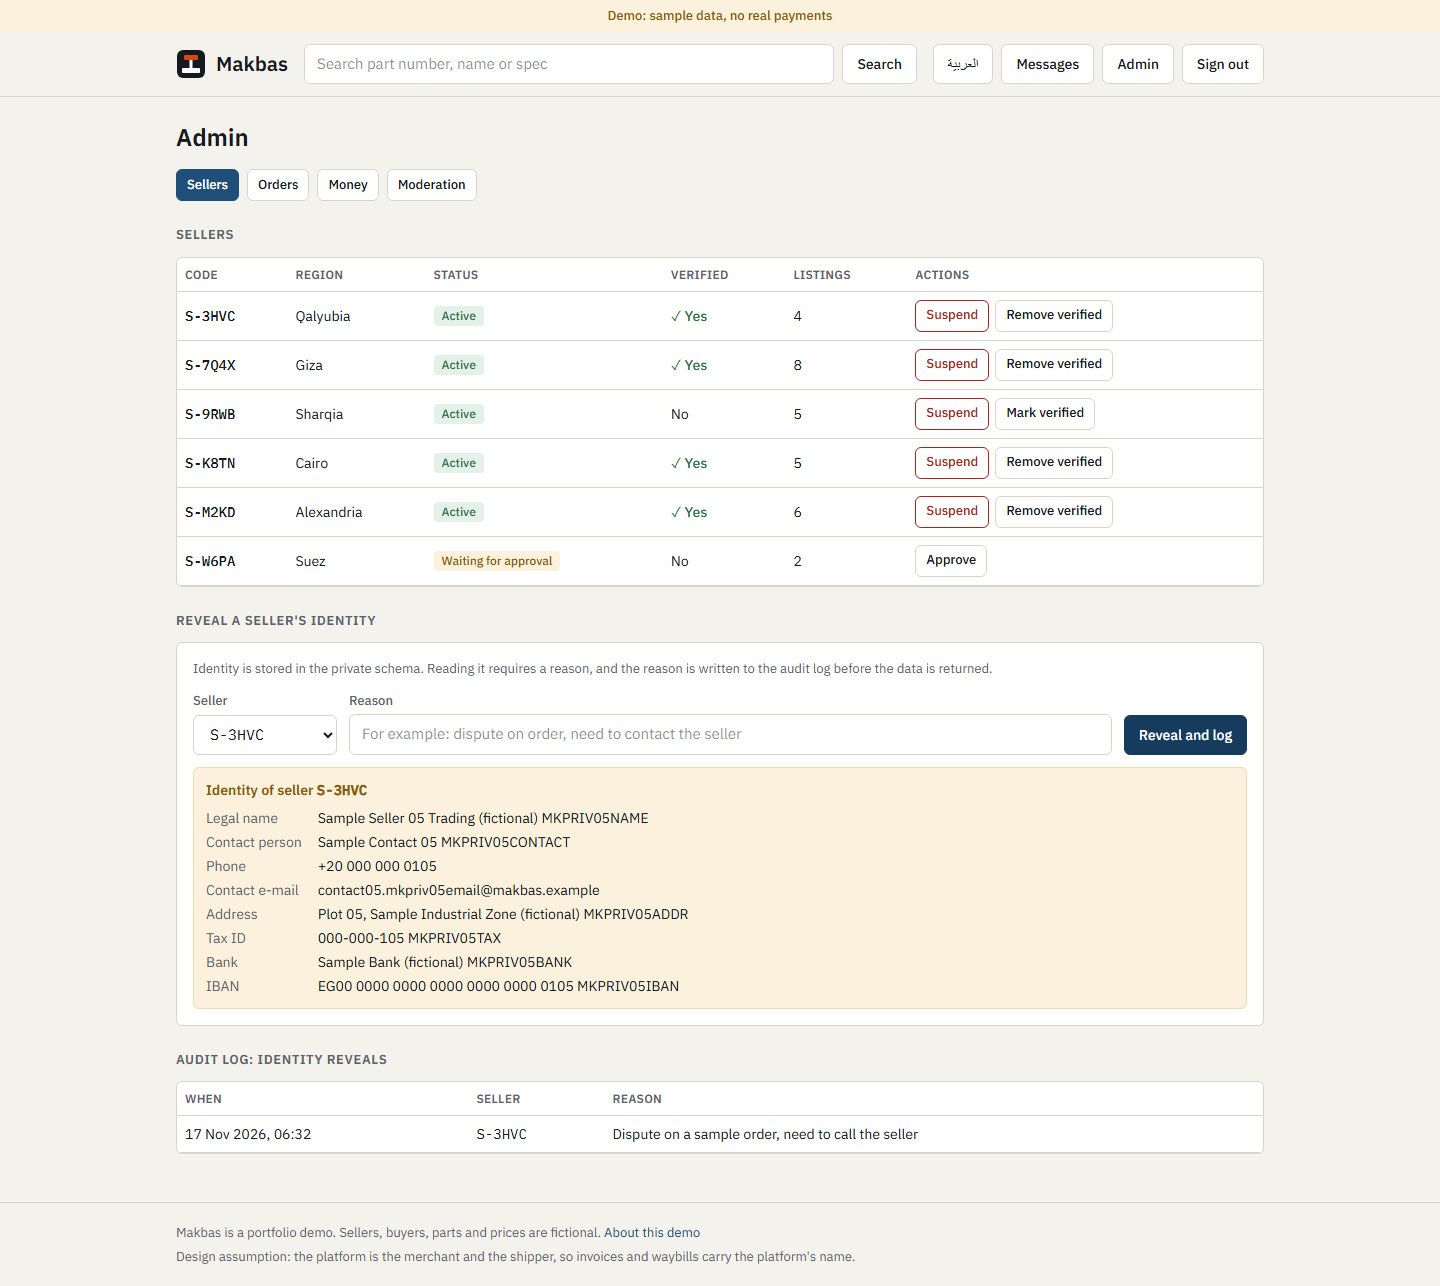 Demo: sample data, no real payments
Makbas
Search part number, name or spec
Search
العربية
Messages
Admin
Sign out
Admin
Sellers
Orders
Money
Moderation
SELLERS
CODE REGION STATUS VERIFIED LISTINGS ACTIONS
S-3HVC Qalyubia Active ✓ Yes 4 Suspend Remove verified
S-7Q4X Giza Active ✓ Yes 8 Suspend Remove verified
S-9RWB Sharqia Active No 5 Suspend Mark verified
S-K8TN Cairo Active ✓ Yes 5 Suspend Remove verified
S-M2KD Alexandria Active ✓ Yes 6 Suspend Remove verified
S-W6PA Suez Waiting for approval No 2 Approve
REVEAL A SELLER'S IDENTITY
Identity is stored in the private schema. Reading it requires a reason, and the reason is written to the audit log before the data is returned.
Seller Reason
S-3HVC For example: dispute on order, need to contact the seller Reveal and log
Identity of seller S-3HVC
Legal name Sample Seller 05 Trading (fictional) MKPRIV05NAME
Contact person Sample Contact 05 MKPRIV05CONTACT
Phone +20 000 000 0105
Contact e-mail contact05.mkpriv05email@makbas.example
Address Plot 05, Sample Industrial Zone (fictional) MKPRIV05ADDR
Tax ID 000-000-105 MKPRIV05TAX
Bank Sample Bank (fictional) MKPRIV05BANK
IBAN EG00 0000 0000 0000 0000 0000 0105 MKPRIV05IBAN
AUDIT LOG: IDENTITY REVEALS
WHEN SELLER REASON
17 Nov 2026, 06:32 S-3HVC Dispute on a sample order, need to call the seller
Makbas is a portfolio demo. Sellers, buyers, parts and prices are fictional. About this demo
Design assumption: the platform is the merchant and the shipper, so invoices and waybills carry the platform's name.